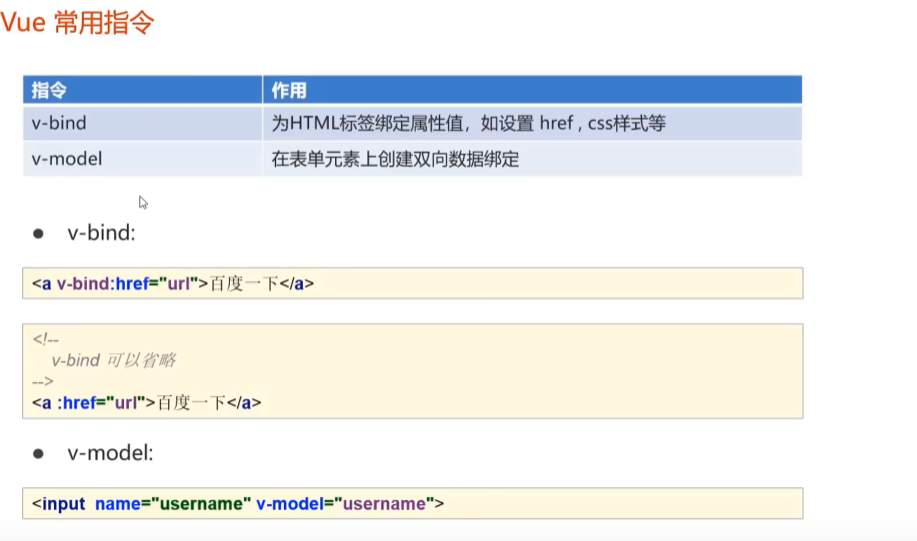 Vue 常用指令
指令 作用
v-bind 为HTML标签绑定属性值，如设置 href , css样式等
v-model 在表单元素上创建双向数据绑定
● v-bind:
<a v-bind:href="url">百度一下</a>
<!--
v-bind 可以省略
-->
<a :href="url">百度一下</a>
● v-model:
<input name="username" v-model="username">